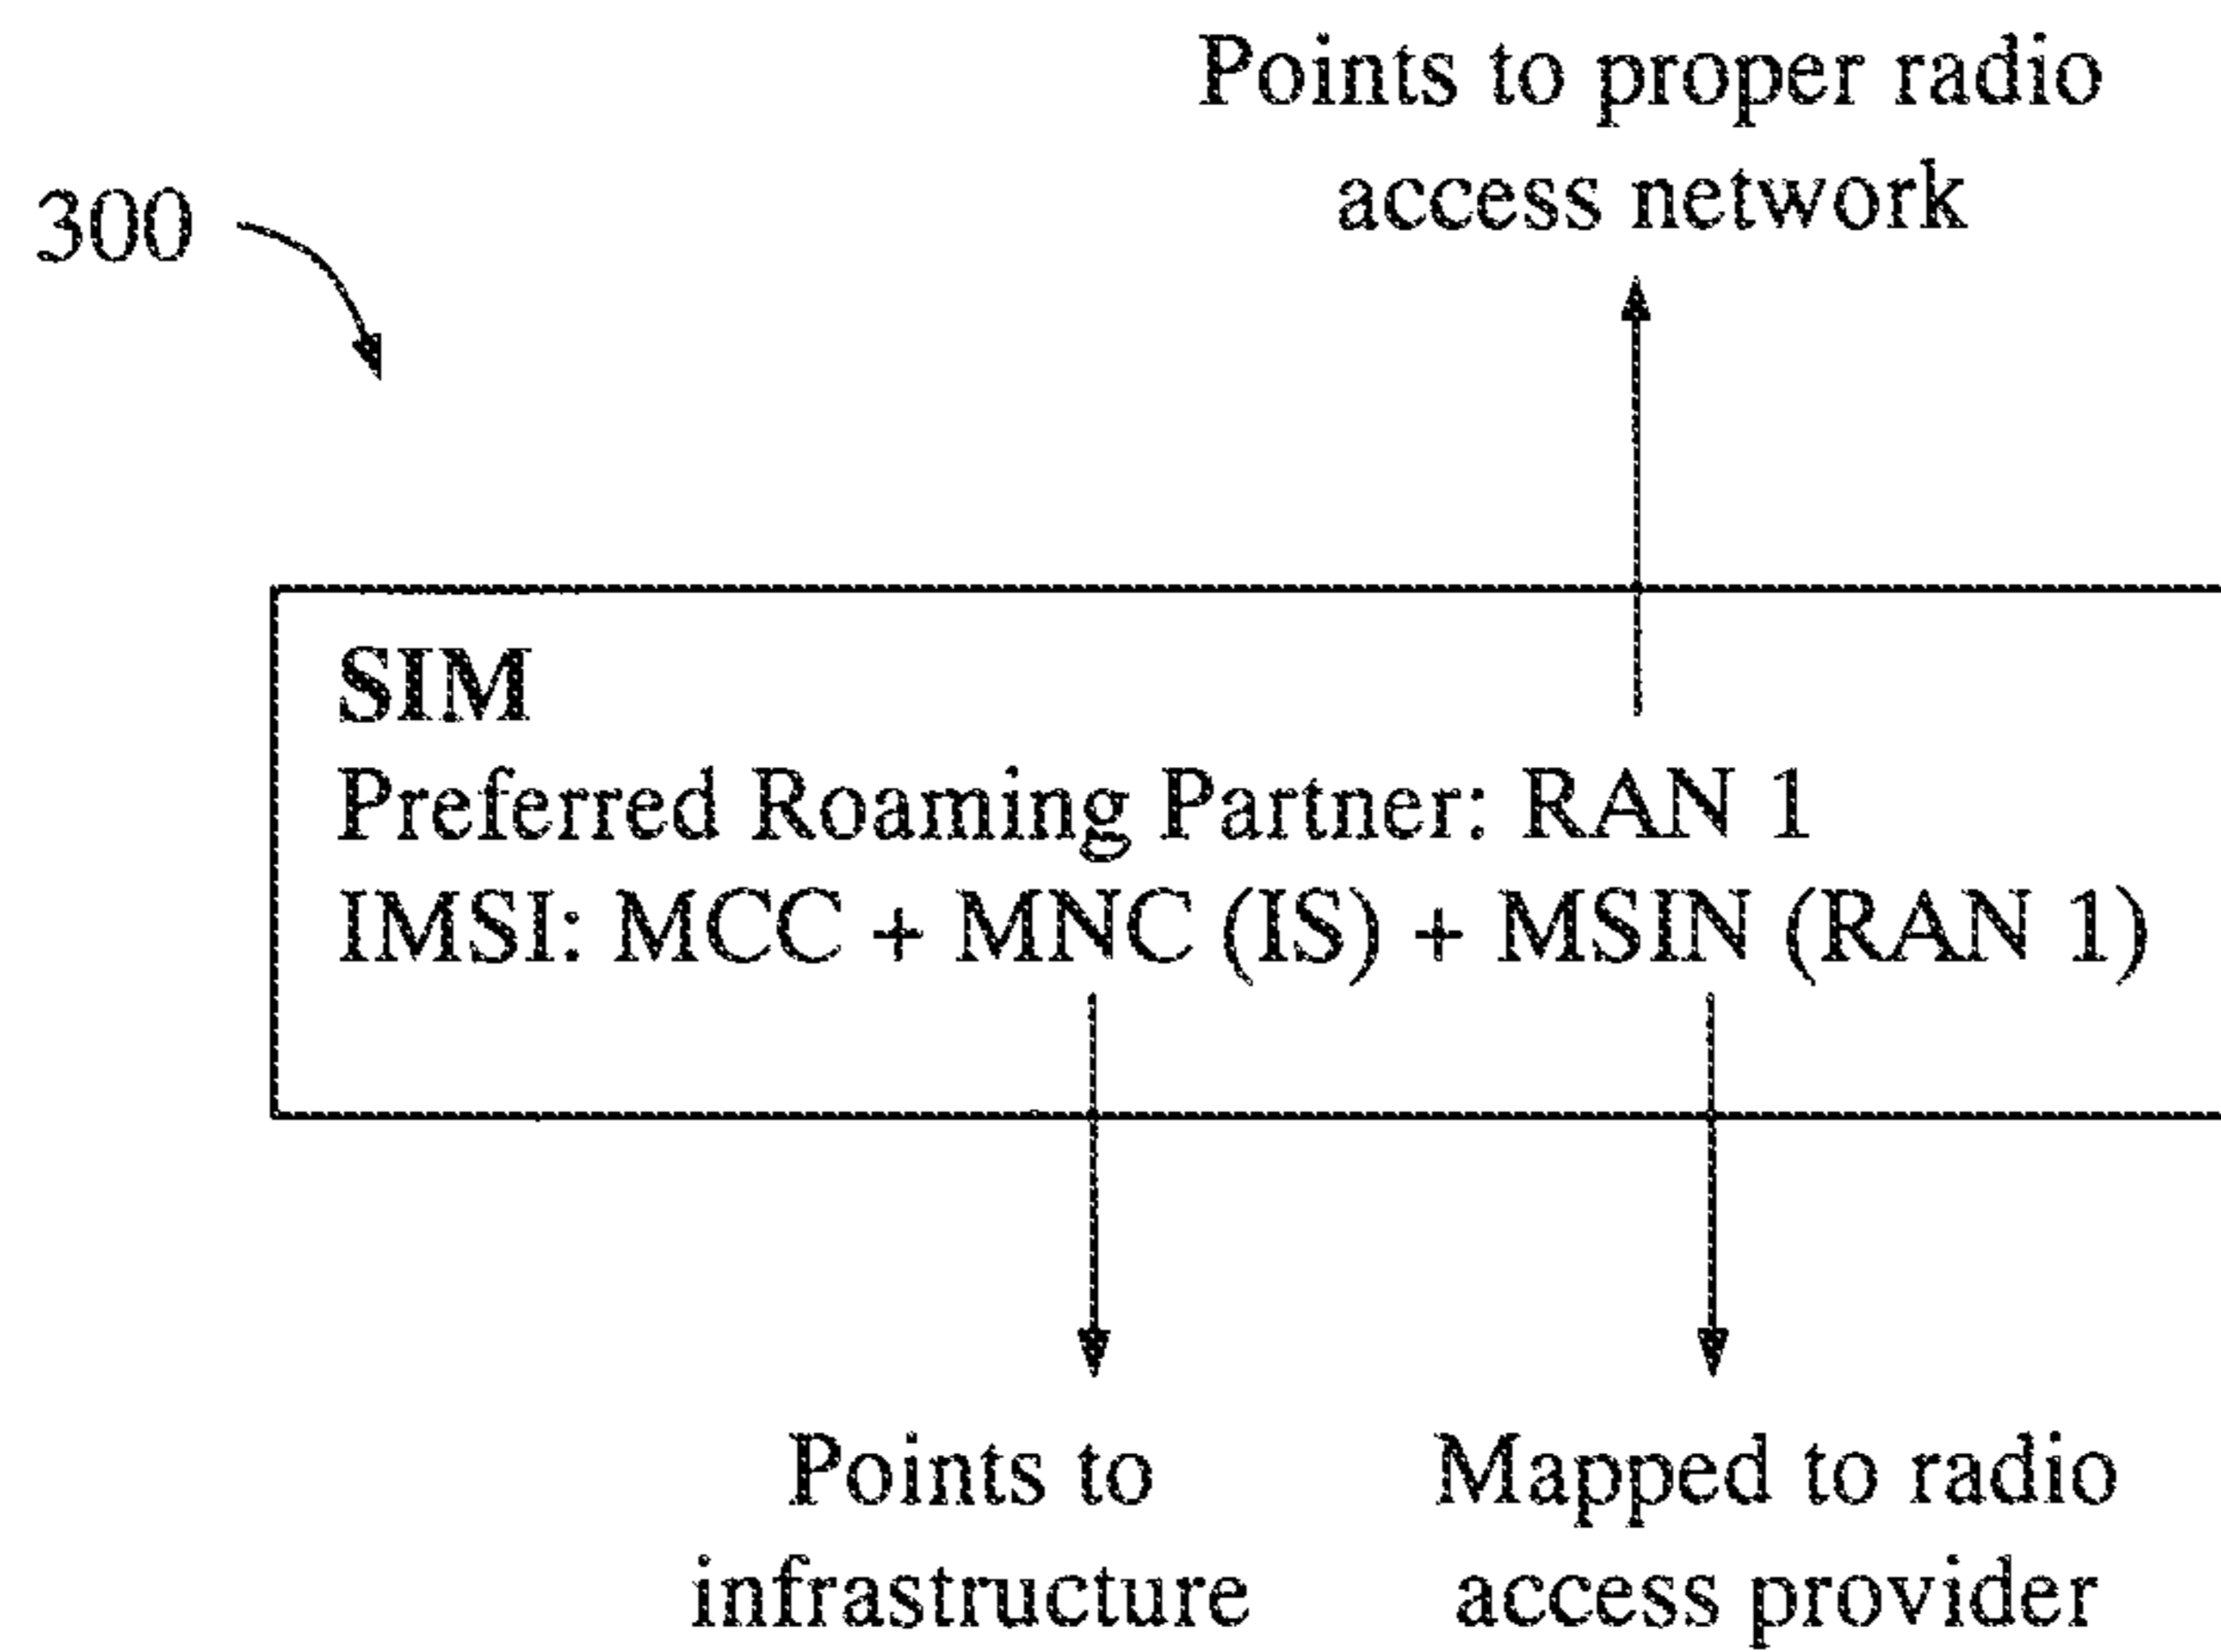 Points to proper radio
access network
300
SIM
Preferred Roaming Partner: RAN 1
IMSI: MCC + MNC (IS) + MSIN (RAN 1)
Points to
infrastructure
Mapped to radio
access provider